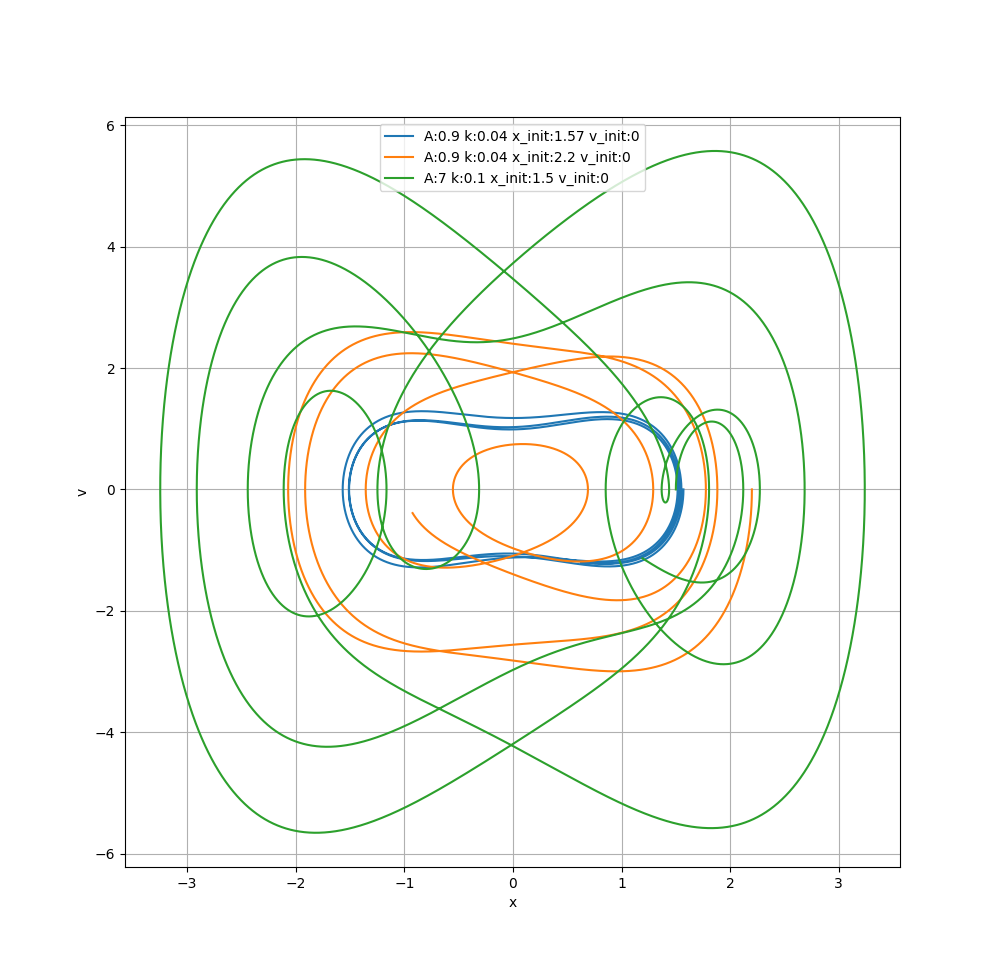 A:0.9 k:0.04 x_init:1.57 v_init:0
A:0.9 k:0.04 x_init:2.2 v_init:0
A:7 k:0.1 x_init:1.5 v_init:0
6
4
2
0
−2
−4
−6
v
−3 −2 −1 0 1 2 3
x